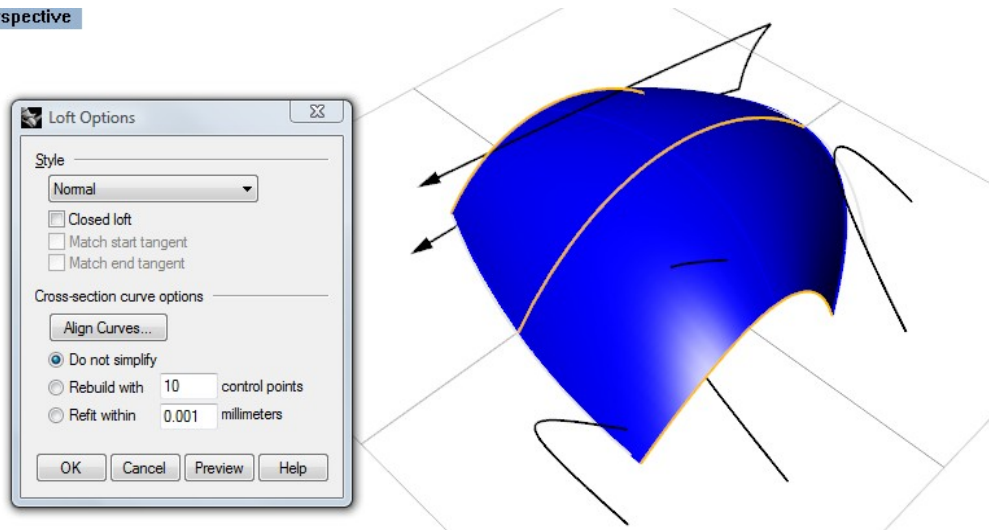 spective
Loft Options
Style
Normal
Closed loft
Match start tangent
Match end tangent
Cross-section curve options
Align Curves...
Do not simplify
Rebuild with 10 control points
Refit within 0.001 millimeters
OK Cancel Preview Help